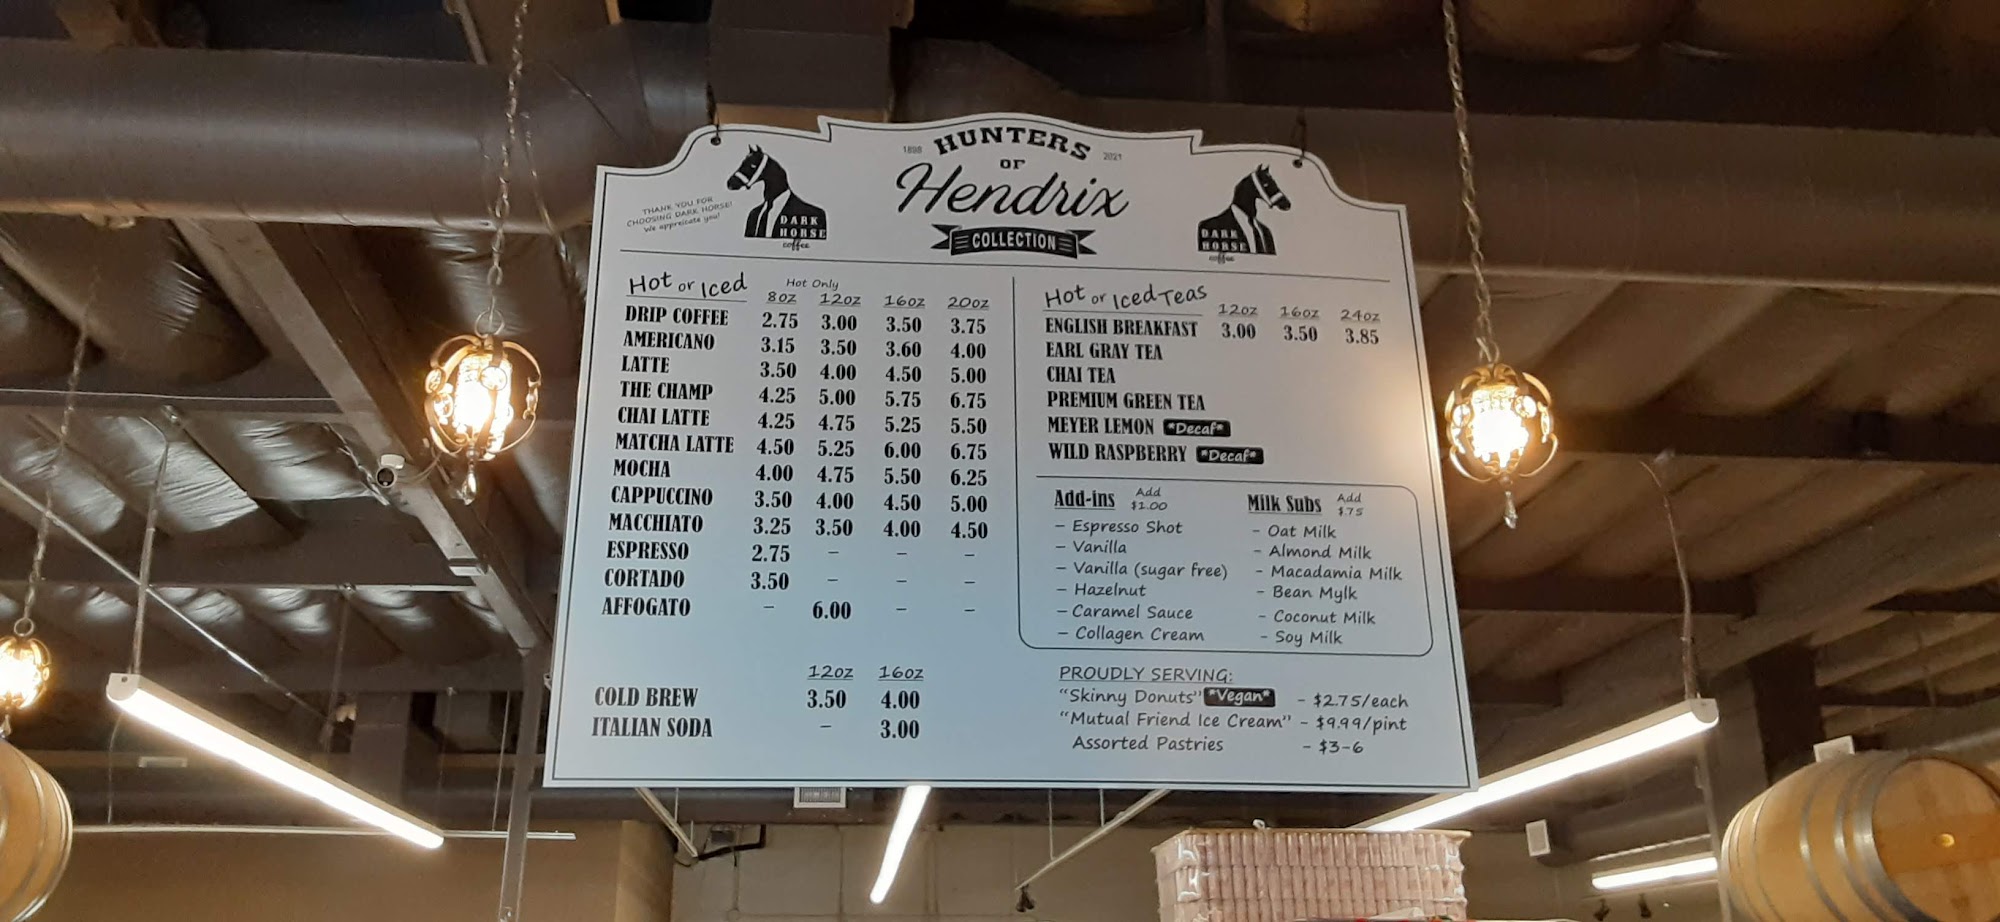 1898 HUNTERS 2021
OF
Hendrix
COLLECTION
THANK YOU FOR
CHOOSING DARK HORSE!
We appreicate you!
DARK
HORSE
coffee
DARK
HORSE
coffee
Hot or Iced
Hot Only
8oz 12oz 16oz 20oz
DRIP COFFEE 2.75 3.00 3.50 3.75
AMERICANO 3.15 3.50 3.60 4.00
LATTE 3.50 4.00 4.50 5.00
THE CHAMP 4.25 5.00 5.75 6.75
CHAI LATTE 4.25 4.75 5.25 5.50
MATCHA LATTE 4.50 5.25 6.00 6.75
MOCHA 4.00 4.75 5.50 6.25
CAPPUCCINO 3.50 4.00 4.50 5.00
MACCHIATO 3.25 3.50 4.00 4.50
ESPRESSO 2.75 – – –
CORTADO 3.50 – – –
AFFOGATO – 6.00 – –
12oz 16oz
COLD BREW 3.50 4.00
ITALIAN SODA – 3.00
Hot or Iced Teas 12oz 16oz 24oz
ENGLISH BREAKFAST 3.00 3.50 3.85
EARL GRAY TEA
CHAI TEA
PREMIUM GREEN TEA
MEYER LEMON *Decaf*
WILD RASPBERRY *Decaf*
Add-ins Add $1.00
– Espresso Shot
– Vanilla
– Vanilla (sugar free)
– Hazelnut
– Caramel Sauce
– Collagen Cream
Milk Subs Add $.75
– Oat Milk
– Almond Milk
– Macadamia Milk
– Bean Mylk
– Coconut Milk
– Soy Milk
PROUDLY SERVING:
"Skinny Donuts" *Vegan* – $2.75/each
"Mutual Friend Ice Cream" – $9.99/pint
Assorted Pastries – $3-6